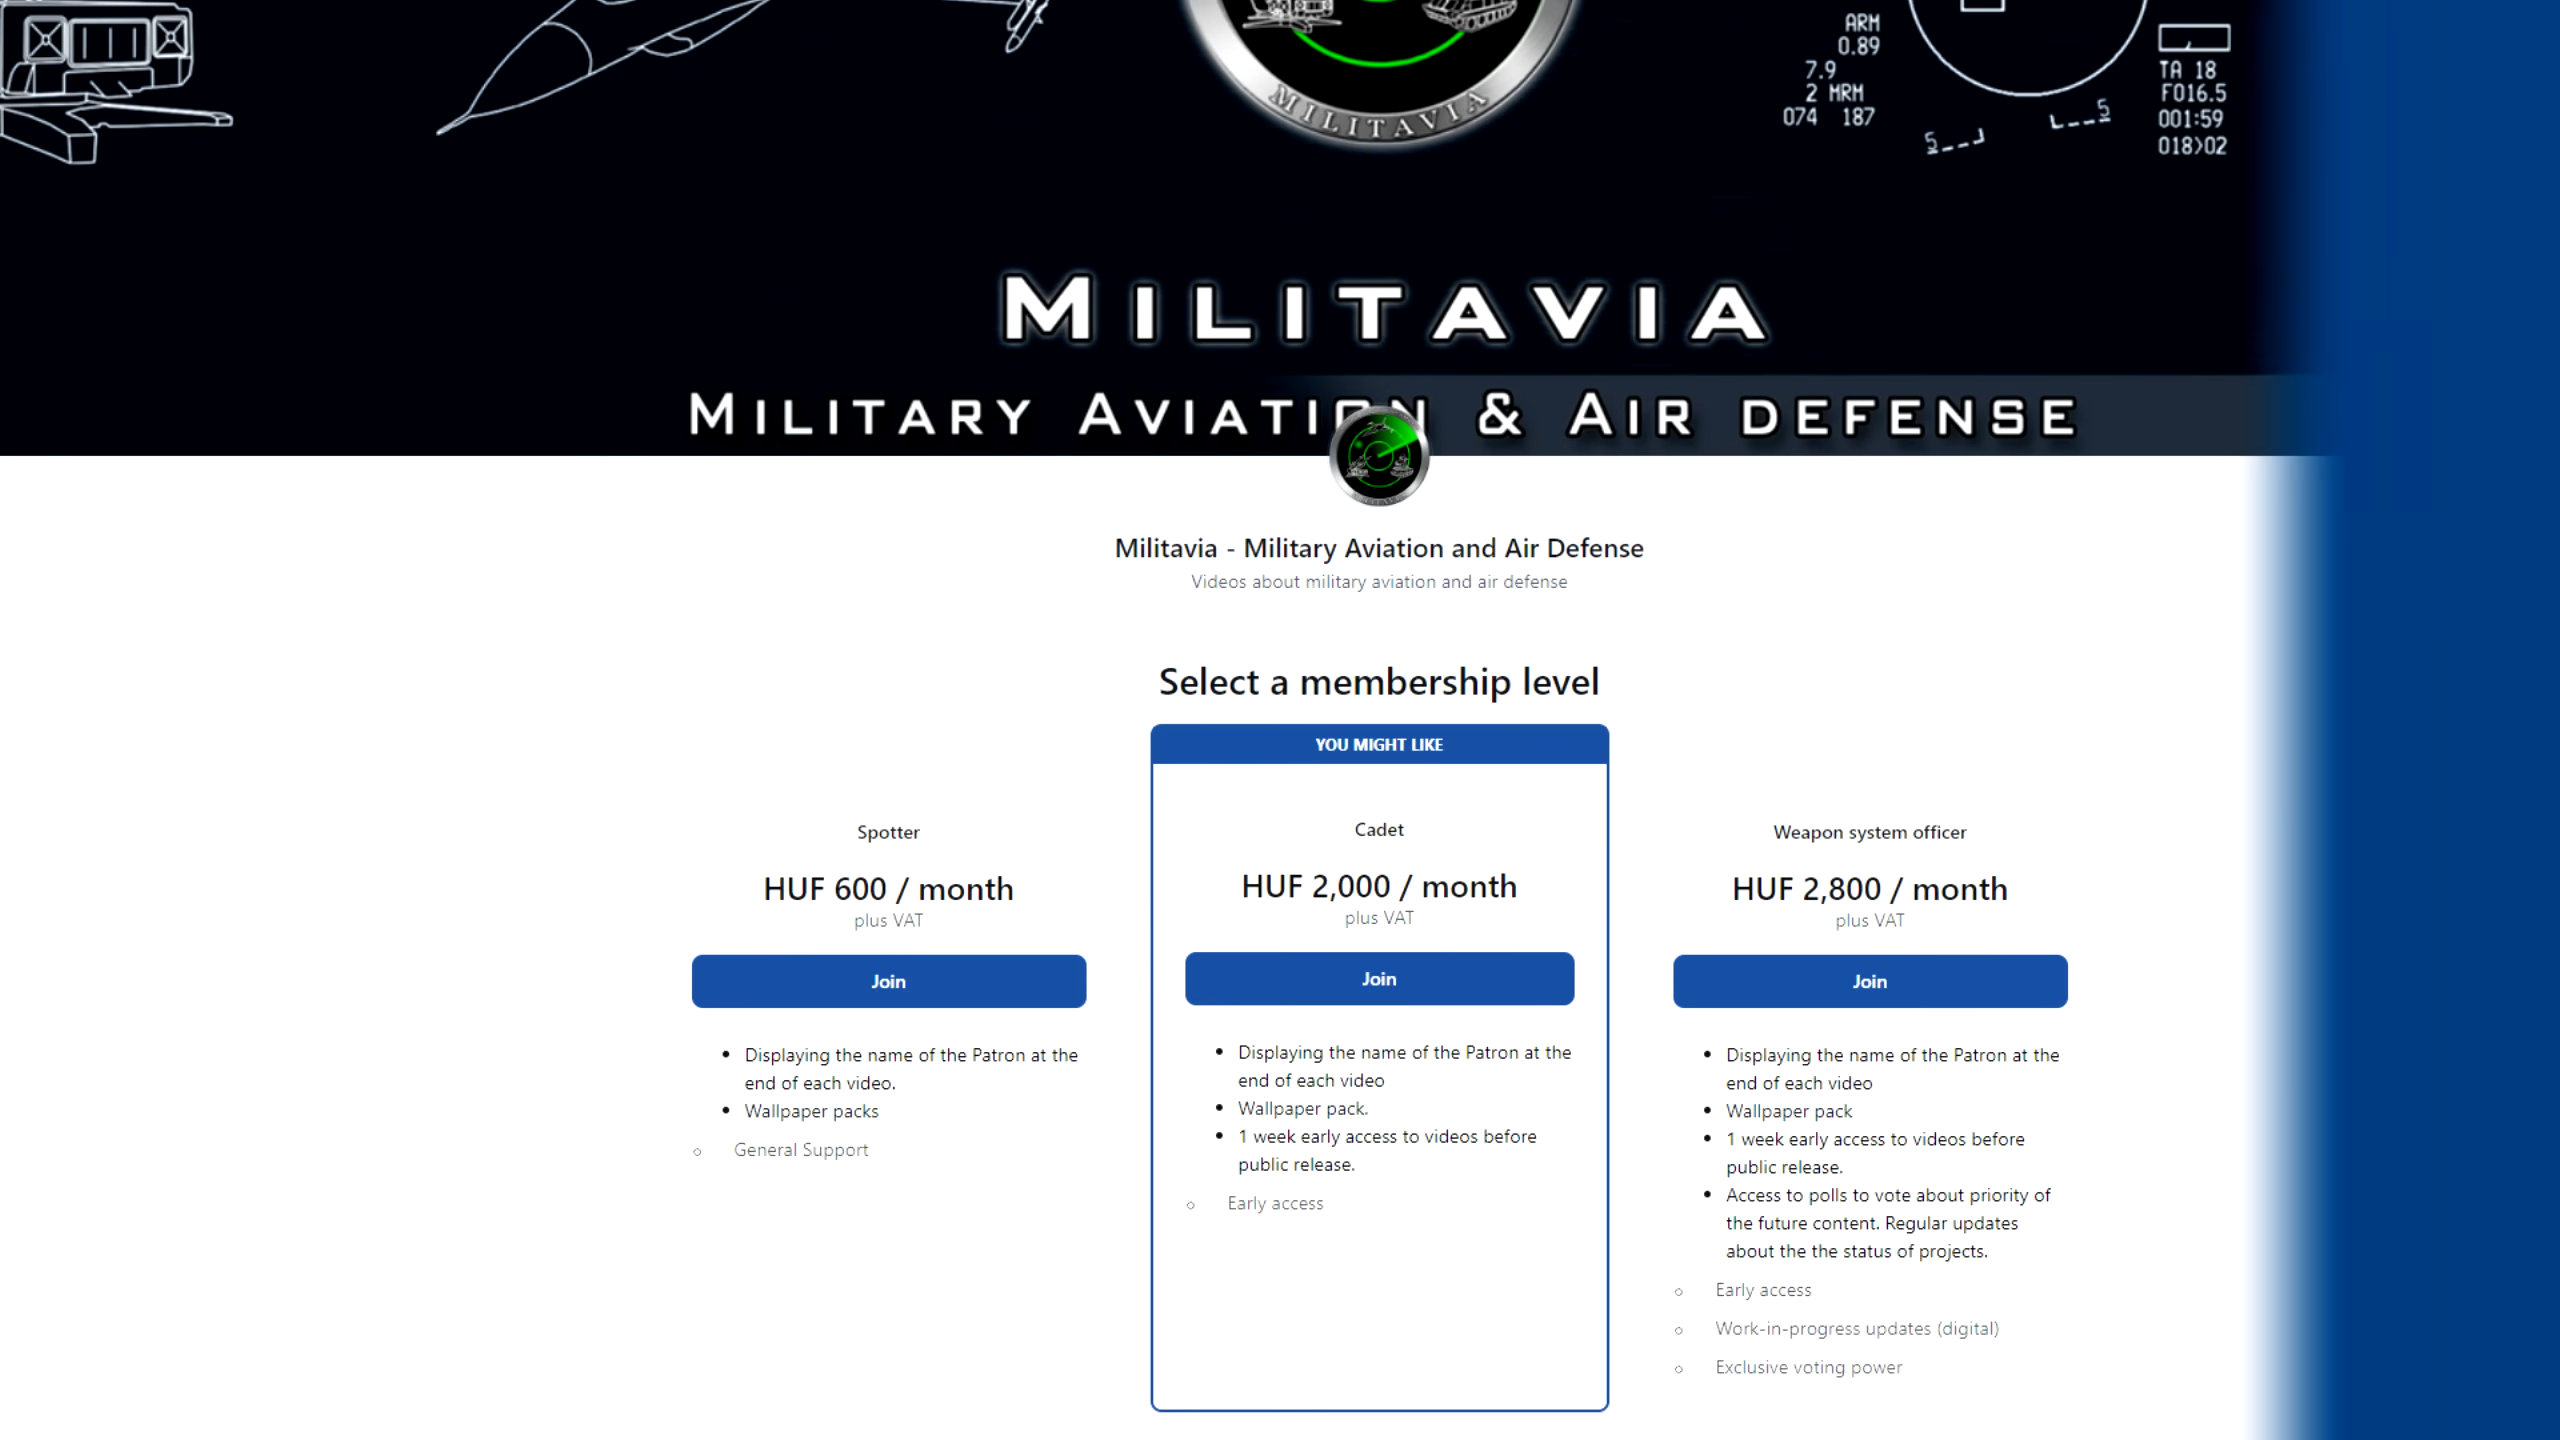 ARM
0.89
7.9
2 MRM
074 187
5
5
TA 18
F016.5
001:59
018>02
MILITAVIA
MILITAVIA
MILITARY AVIATION & AIR DEFENSE
Militavia - Military Aviation and Air Defense
Videos about military aviation and air defense
Select a membership level
YOU MIGHT LIKE
Spotter
HUF 600 / month
plus VAT
Join
• Displaying the name of the Patron at the
end of each video.
• Wallpaper packs
General Support
Cadet
HUF 2,000 / month
plus VAT
Join
• Displaying the name of the Patron at the
end of each video
• Wallpaper pack.
• 1 week early access to videos before
public release.
Early access
Weapon system officer
HUF 2,800 / month
plus VAT
Join
• Displaying the name of the Patron at the
end of each video
• Wallpaper pack
• 1 week early access to videos before
public release.
• Access to polls to vote about priority of
the future content. Regular updates
about the the status of projects.
Early access
Work-in-progress updates (digital)
Exclusive voting power